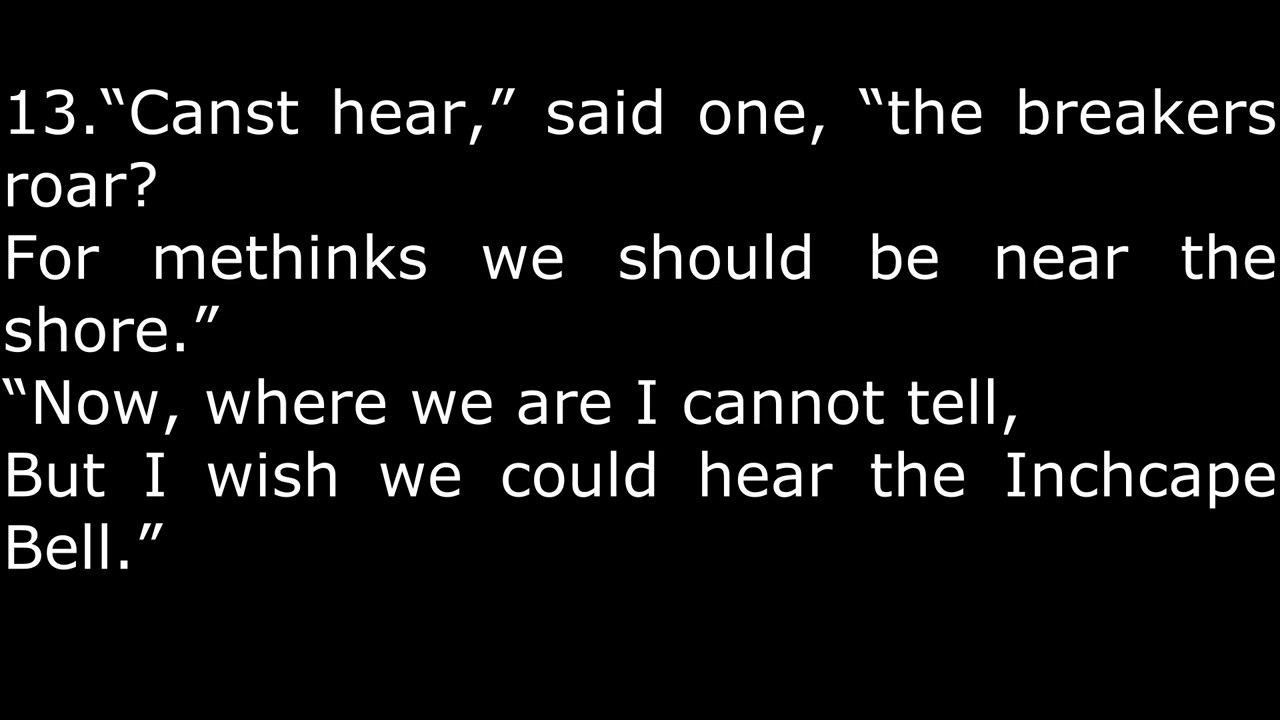 13.“Canst hear,” said one, “the breakers
roar?
For methinks we should be near the
shore.”
“Now, where we are I cannot tell,
But I wish we could hear the Inchcape
Bell.”